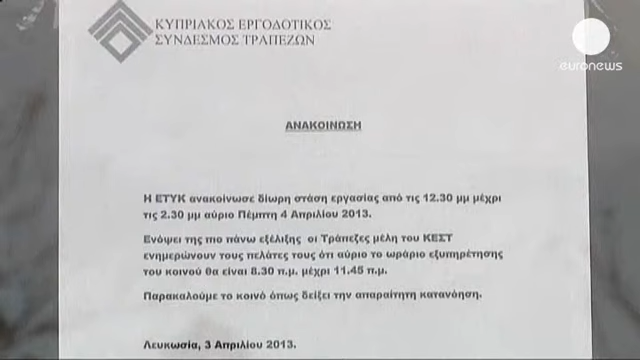 ΚΥΠΡΙΑΚΟΣ ΕΡΓΟΔΟΤΙΚΟΣ
ΣΥΝΔΕΣΜΟΣ ΤΡΑΠΕΖΩΝ
euronews
ΑΝΑΚΟΙΝΩΣΗ
Η ΕΤΥΚ ανακοίνωσε δίωρη στάση εργασίας από τις 12.30 μμ μέχρι
τις 2.30 μμ αύριο Πέμπτη 4 Απριλίου 2013.
Ενόψει της πιο πάνω εξέλιξης οι Τράπεζες μέλη του ΚΕΣΤ
ενημερώνουν τους πελάτες τους ότι αύριο το ωράριο εξυπηρέτησης
του κοινού θα είναι 8.30 π.μ. μέχρι 11.45 π.μ.
Παρακαλούμε το κοινό όπως δείξει την απαραίτητη κατανόηση.
Λευκωσία, 3 Απριλίου 2013.